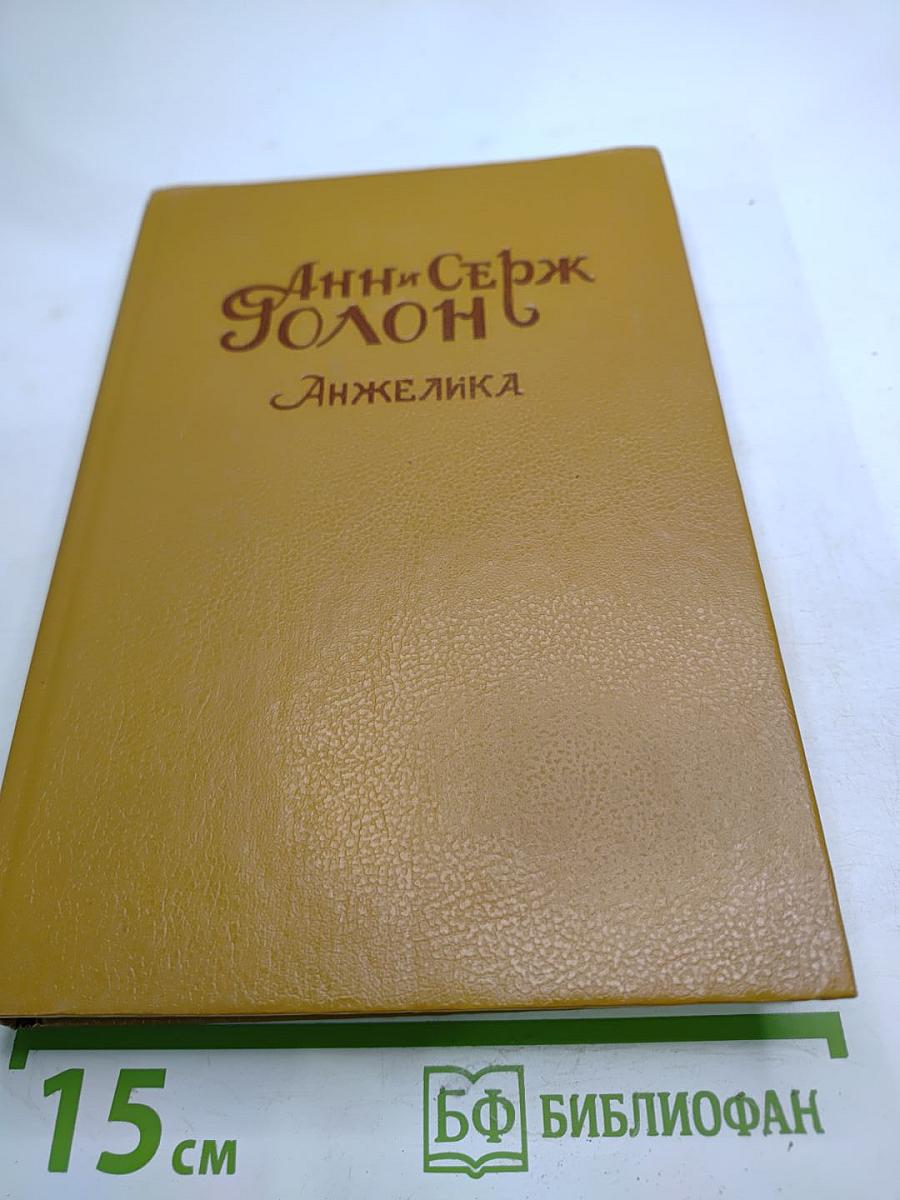 Анн и Серж
Голон
Анжелика
15 см
БФ БИБЛИОФАН